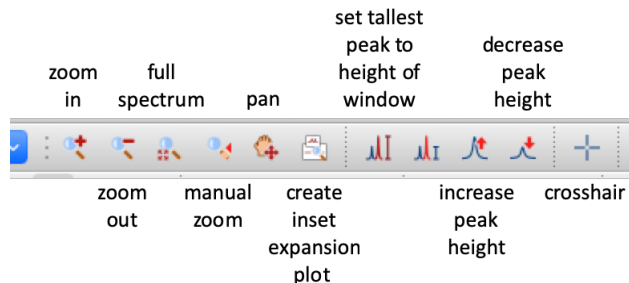 set tallest
peak to
height of
window
decrease
peak
height
zoom
in
full
spectrum
pan
zoom
out
manual
zoom
create
inset
expansion
plot
increase
peak
height
crosshair